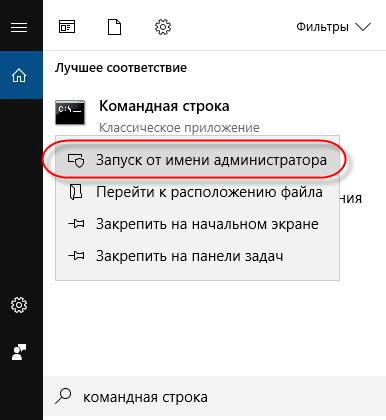 Фильтры
Лучшее соответствие
C:\.
Командная строка
Классическое приложение
Запуск от имени администратора
Перейти к расположению файла
ния
Закрепить на начальном экране
Закрепить на панели задач
командная строка